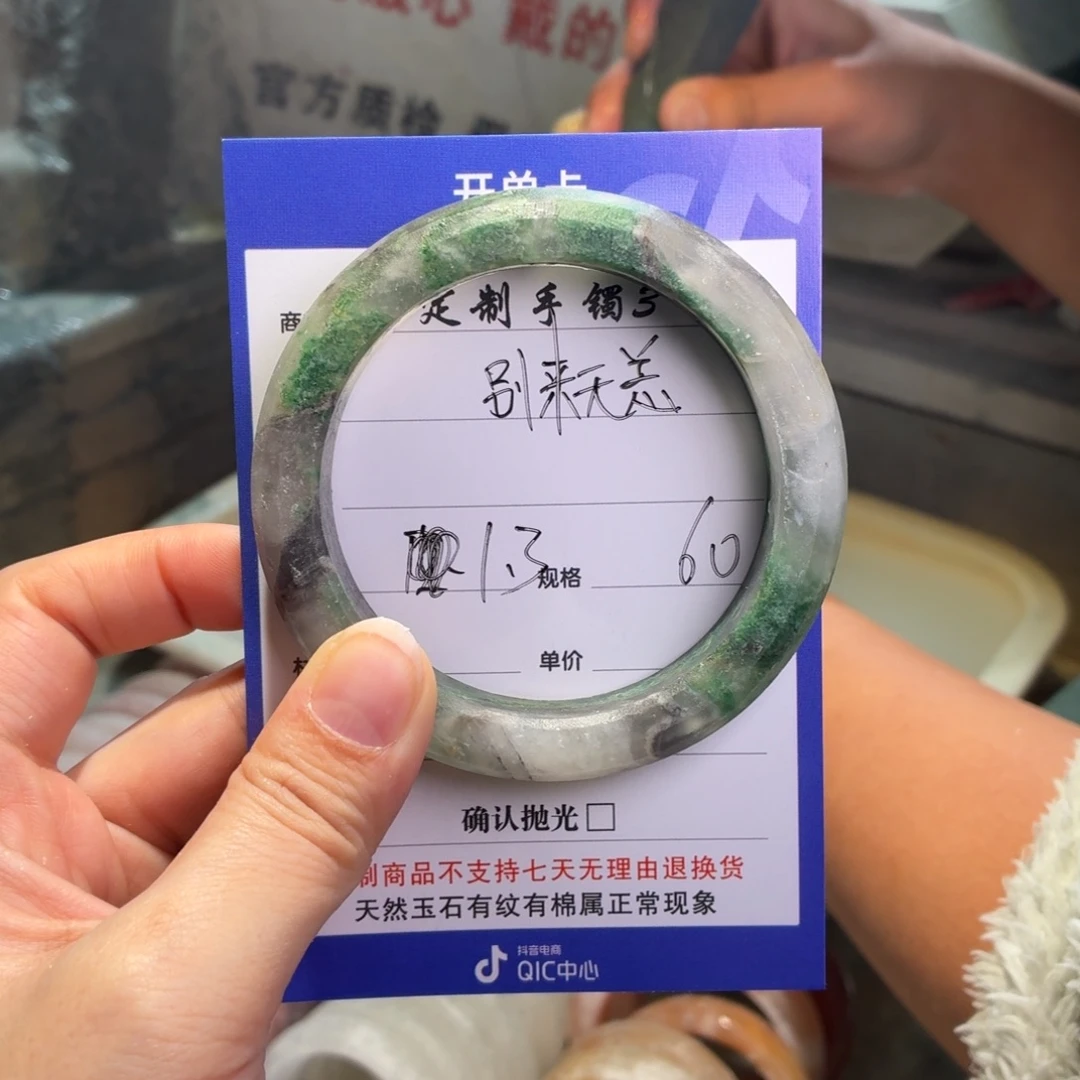 戴的
官方质检
开单卡
商
定制手镯3
别来无恙
13 规格 60
单价
确认抛光□
制商品不支持七天无理由退换货
天然玉石有纹有棉属正常现象
抖音电商
QIC中心